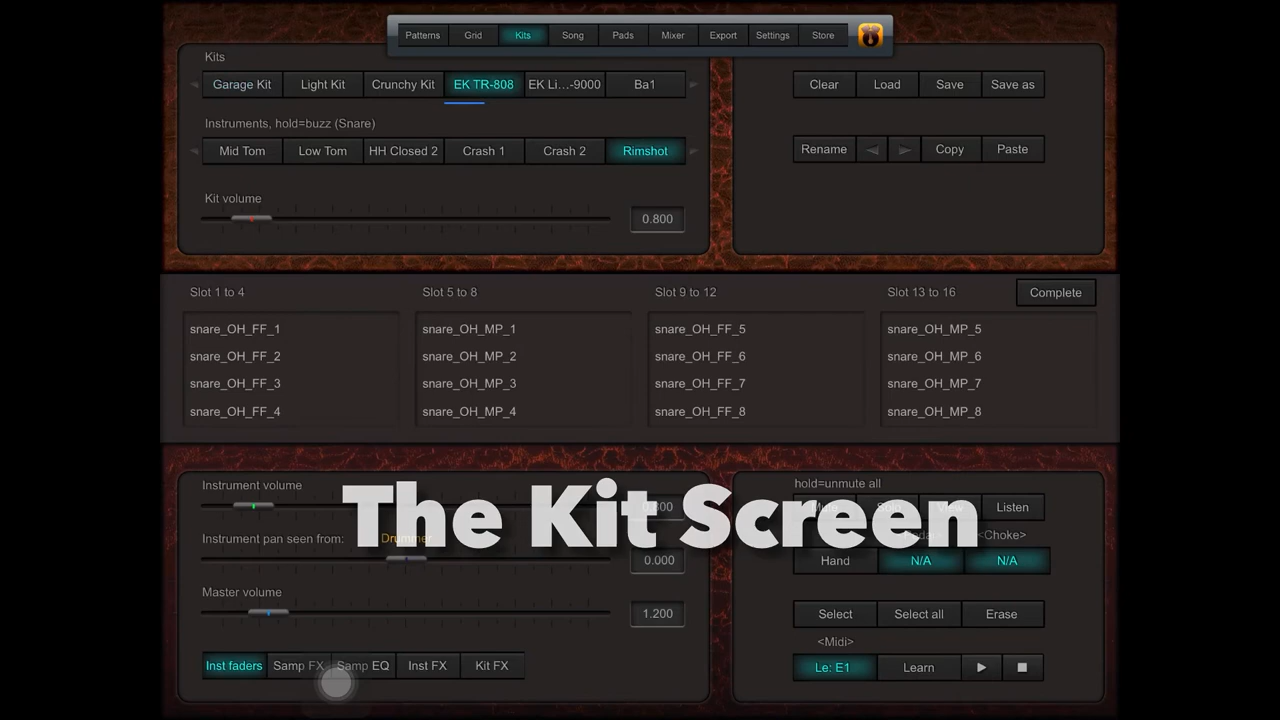 Patterns Grid Kits Song Pads Mixer Export Settings Store
Kits
Garage Kit Light Kit Crunchy Kit EK TR-808 EK Li...-9000 Ba1
Clear Load Save Save as
Instruments, hold=buzz (Snare)
Mid Tom Low Tom HH Closed 2 Crash 1 Crash 2 Rimshot
Rename Copy Paste
Kit volume
0.800
Slot 1 to 4 Slot 5 to 8 Slot 9 to 12 Slot 13 to 16 Complete
snare_OH_FF_1 snare_OH_MP_1 snare_OH_FF_5 snare_OH_MP_5
snare_OH_FF_2 snare_OH_MP_2 snare_OH_FF_6 snare_OH_MP_6
snare_OH_FF_3 snare_OH_MP_3 snare_OH_FF_7 snare_OH_MP_7
snare_OH_FF_4 snare_OH_MP_4 snare_OH_FF_8 snare_OH_MP_8
Instrument volume
hold=unmute all
Mute Solo View Listen
The Kit Screen
Instrument pan seen from: Drummer
<Choke>
0.000
Hand N/A N/A
Master volume
1.200
Select Select all Erase
<Midi>
Inst faders Samp FX Samp EQ Inst FX Kit FX
Le: E1 Learn